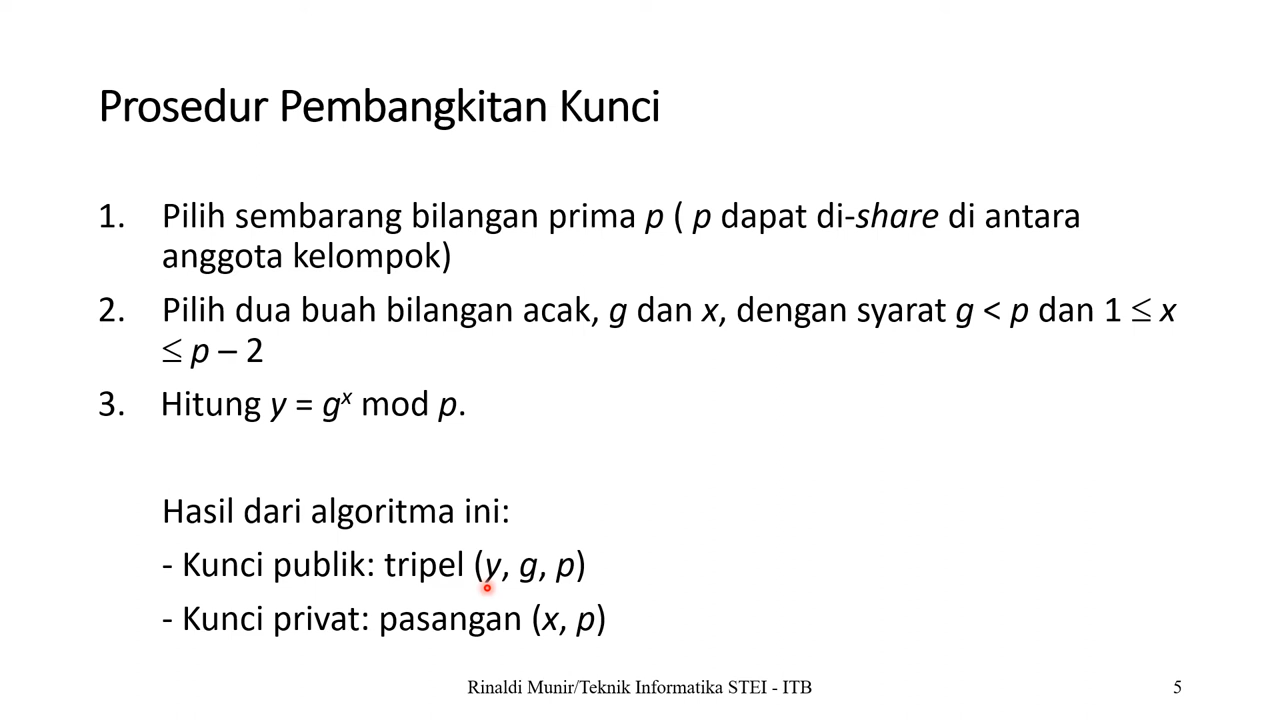 Prosedur Pembangkitan Kunci
1. Pilih sembarang bilangan prima p ( p dapat di-share di antara
anggota kelompok)
2. Pilih dua buah bilangan acak, g dan x, dengan syarat g < p dan 1 ≤ x
≤ p – 2
3. Hitung y = gˣ mod p.
Hasil dari algoritma ini:
- Kunci publik: tripel (y, g, p)
- Kunci privat: pasangan (x, p)
Rinaldi Munir/Teknik Informatika STEI - ITB
5